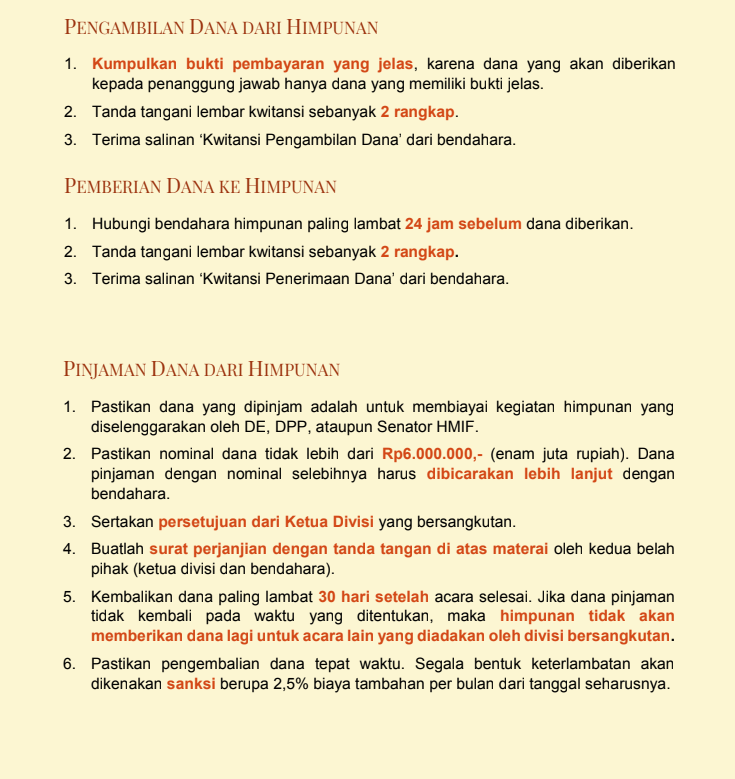 PENGAMBILAN DANA DARI HIMPUNAN
1. Kumpulkan bukti pembayaran yang jelas, karena dana yang akan diberikan
kepada penanggung jawab hanya dana yang memiliki bukti jelas.
2. Tanda tangani lembar kwitansi sebanyak 2 rangkap.
3. Terima salinan ‘Kwitansi Pengambilan Dana’ dari bendahara.
PEMBERIAN DANA KE HIMPUNAN
1. Hubungi bendahara himpunan paling lambat 24 jam sebelum dana diberikan.
2. Tanda tangani lembar kwitansi sebanyak 2 rangkap.
3. Terima salinan ‘Kwitansi Penerimaan Dana’ dari bendahara.
PINJAMAN DANA DARI HIMPUNAN
1. Pastikan dana yang dipinjam adalah untuk membiayai kegiatan himpunan yang
diselenggarakan oleh DE, DPP, ataupun Senator HMIF.
2. Pastikan nominal dana tidak lebih dari Rp6.000.000,- (enam juta rupiah). Dana
pinjaman dengan nominal selebihnya harus dibicarakan lebih lanjut dengan
bendahara.
3. Sertakan persetujuan dari Ketua Divisi yang bersangkutan.
4. Buatlah surat perjanjian dengan tanda tangan di atas materai oleh kedua belah
pihak (ketua divisi dan bendahara).
5. Kembalikan dana paling lambat 30 hari setelah acara selesai. Jika dana pinjaman
tidak kembali pada waktu yang ditentukan, maka himpunan tidak akan
memberikan dana lagi untuk acara lain yang diadakan oleh divisi bersangkutan.
6. Pastikan pengembalian dana tepat waktu. Segala bentuk keterlambatan akan
dikenakan sanksi berupa 2,5% biaya tambahan per bulan dari tanggal seharusnya.